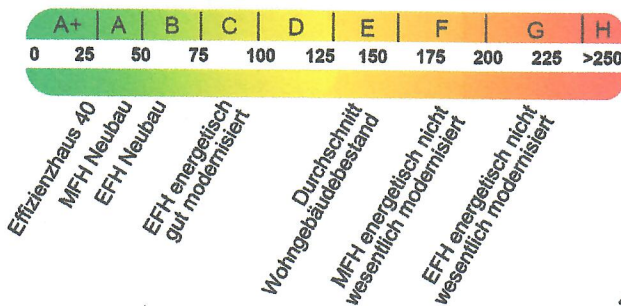 A+ | A | B | C | D | E | F | G | H
0 25 50 75 100 125 150 175 200 225 >250
Effizienzhaus 40
MFH Neubau
EFH Neubau
EFH energetisch
gut modernisiert
Durchschnitt
Wohngebäudebestand
MFH energetisch nicht
wesentlich modernisiert
EFH energetisch nicht
wesentlich modernisiert